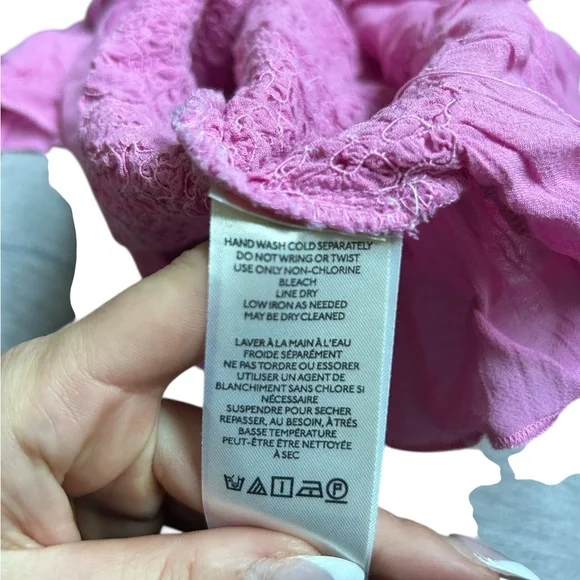 HAND WASH COLD SEPARATELY
DO NOT WRING OR TWIST
USE ONLY NON-CHLORINE
BLEACH
LINE DRY
LOW IRON AS NEEDED
MAY BE DRY CLEANED
LAVER À LA MAIN À L'EAU
FROIDE SÉPARÉMENT
NE PAS TORDRE OU ESSORER
UTILISER UN AGENT DE
BLANCHIMENT SANS CHLORE SI
NÉCESSAIRE
SUSPENDRE POUR SECHER
REPASSER, AU BESOIN, À TRÉS
BASSE TEMPÉRATURE
PEUT-ÊTRE ÊTRE NETTOYÉE
À SEC
P